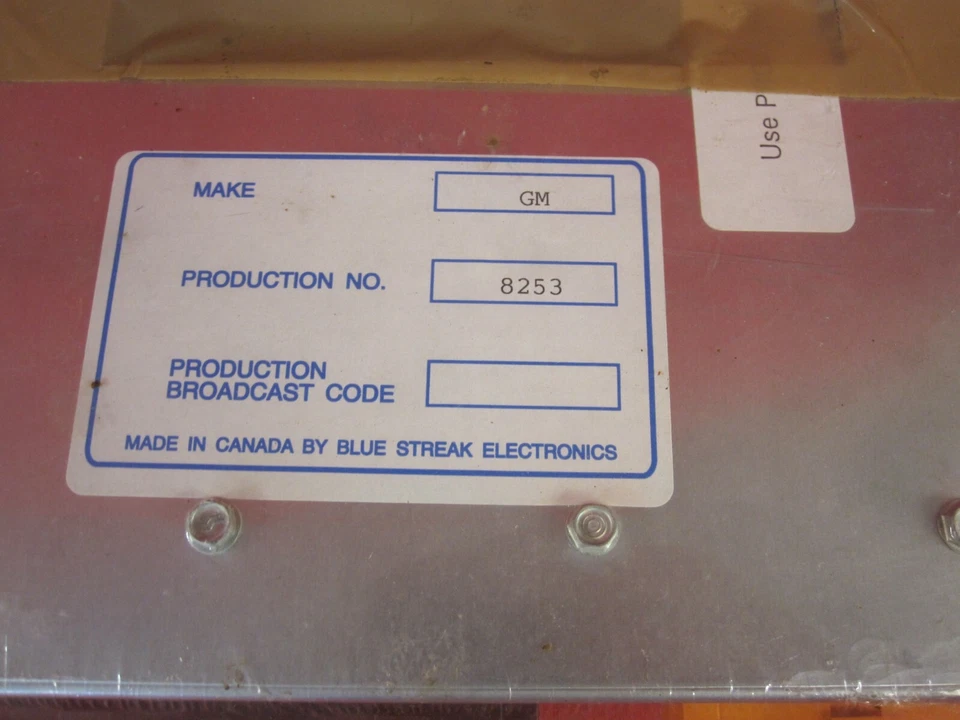 MAKE GM
PRODUCTION NO. 8253
PRODUCTION
BROADCAST CODE
MADE IN CANADA BY BLUE STREAK ELECTRONICS
Use P